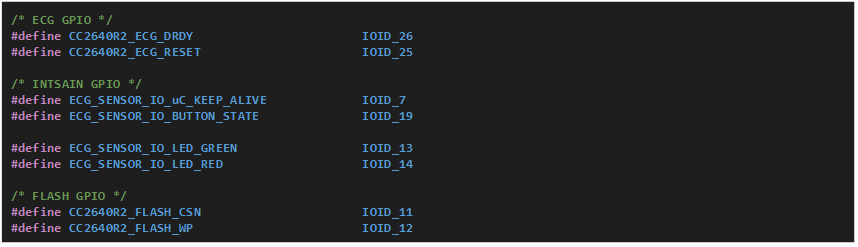 /* ECG GPIO */
#define CC2640R2_ECG_DRDY IOID_26
#define CC2640R2_ECG_RESET IOID_25
/* INTSAIN GPIO */
#define ECG_SENSOR_IO_uC_KEEP_ALIVE IOID_7
#define ECG_SENSOR_IO_BUTTON_STATE IOID_19
#define ECG_SENSOR_IO_LED_GREEN IOID_13
#define ECG_SENSOR_IO_LED_RED IOID_14
/* FLASH GPIO */
#define CC2640R2_FLASH_CSN IOID_11
#define CC2640R2_FLASH_WP IOID_12